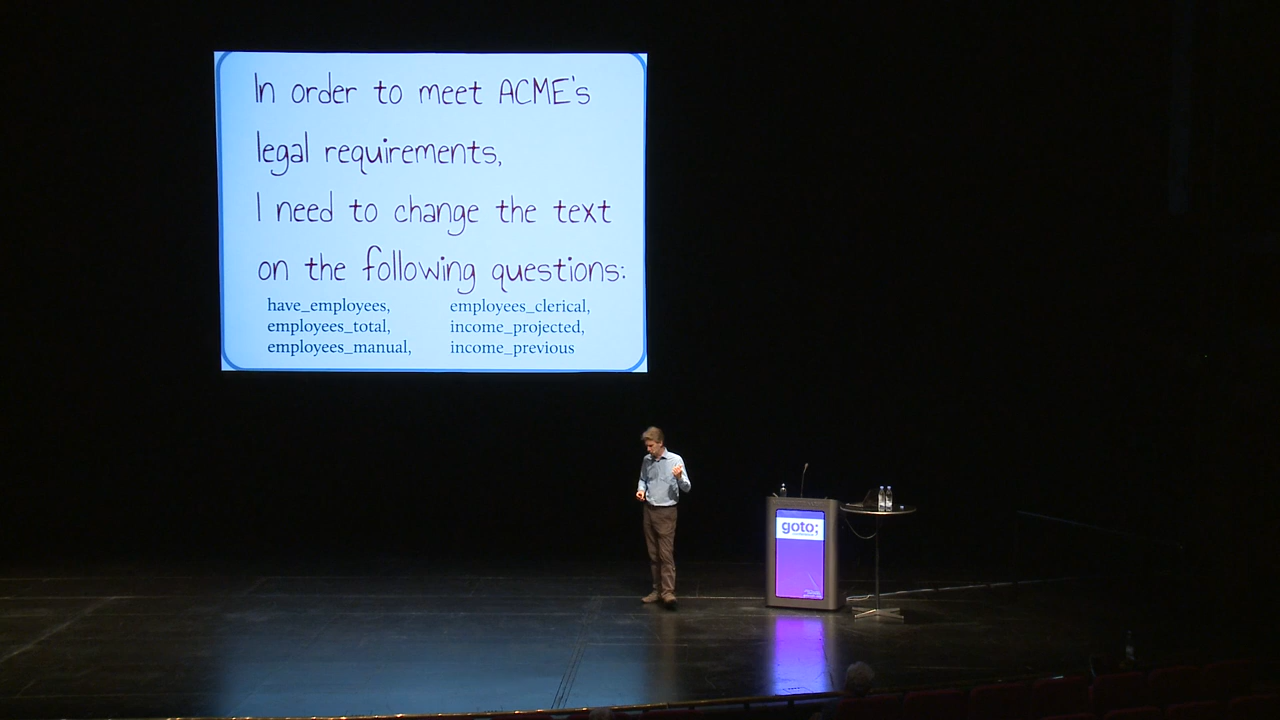 In order to meet ACME's
legal requirements,
I need to change the text
on the following questions:
have_employees,
employees_total,
employees_manual,
employees_clerical,
income_projected,
income_previous
goto;